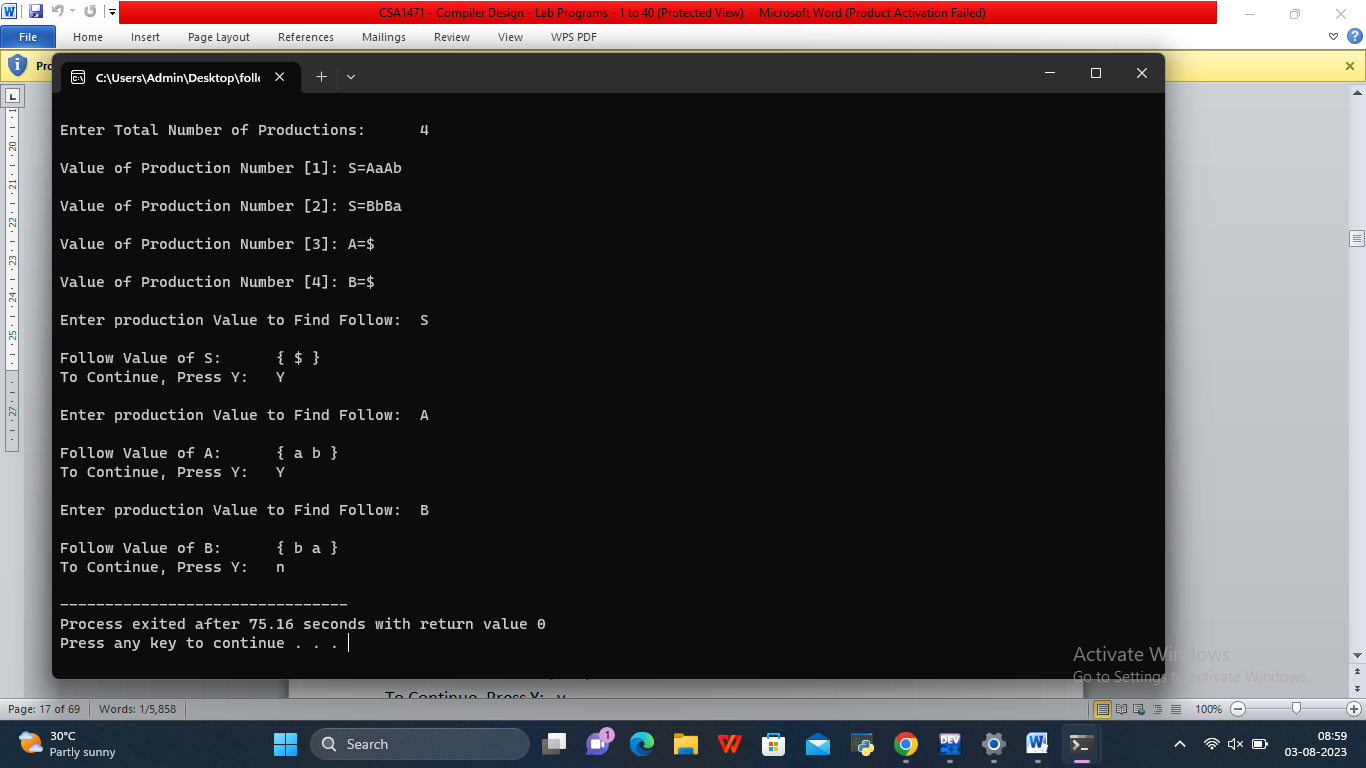 CSA1471 - Compiler Design - Lab Programs - 1 to 40 (Protected View) - Microsoft Word (Product Activation Failed)
File Home Insert Page Layout References Mailings Review View WPS PDF
Pro
C:\Users\Admin\Desktop\follo
Enter Total Number of Productions: 4
Value of Production Number [1]: S=AaAb
Value of Production Number [2]: S=BbBa
Value of Production Number [3]: A=$
Value of Production Number [4]: B=$
Enter production Value to Find Follow: S
Follow Value of S: { $ }
To Continue, Press Y: Y
Enter production Value to Find Follow: A
Follow Value of A: { a b }
To Continue, Press Y: Y
Enter production Value to Find Follow: B
Follow Value of B: { b a }
To Continue, Press Y: n
--------------------------------
Process exited after 75.16 seconds with return value 0
Press any key to continue . . .
Activate Windows
Go to Settings to activate Windows.
To Continue, Press Y: y
Page: 17 of 69 Words: 1/5,858 100%
30°C
Partly sunny
Search
1
DEV
08:59
03-08-2023